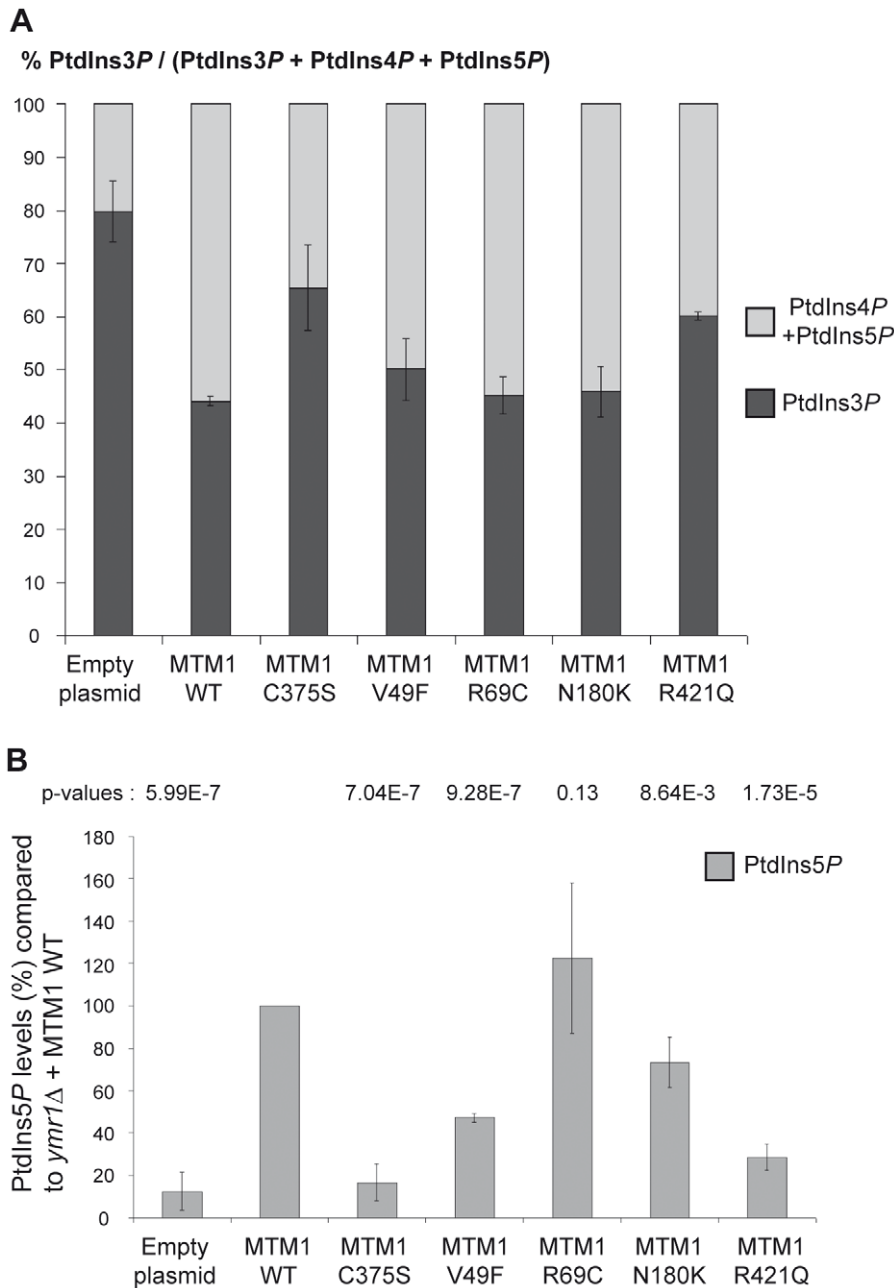 A
% PtdIns3P / (PtdIns3P + PtdIns4P + PtdIns5P)
100
90
80
70
60
50
40
30
20
10
0
PtdIns4P
+PtdIns5P
PtdIns3P
Empty MTM1 MTM1 MTM1 MTM1 MTM1 MTM1
plasmid WT C375S V49F R69C N180K R421Q
B
p-values : 5.99E-7 7.04E-7 9.28E-7 0.13 8.64E-3 1.73E-5
PtdIns5P levels (%) compared
to ymr1Δ + MTM1 WT
180
160
140
120
100
80
60
40
20
0
PtdIns5P
Empty MTM1 MTM1 MTM1 MTM1 MTM1 MTM1
plasmid WT C375S V49F R69C N180K R421Q